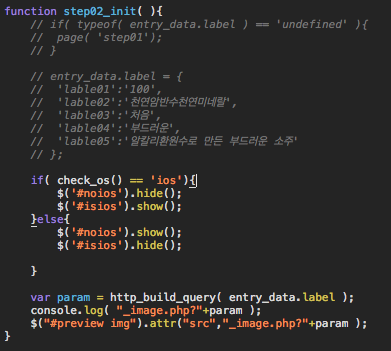 function step02_init( ){
// if( typeof( entry_data.label ) == 'undefined' ){
//  page( 'step01');
// }
// entry_data.label = {
//  'lable01':'100',
//  'lable02':'천연암반수천연미네랄',
//  'lable03':'처음',
//  'lable04':'부드러운',
//  'lable05':'알칼리환원수로 만든 부드러운 소주'
// };
if( check_os() == 'ios'){
$('#noios').hide();
$('#isios').show();
}else{
$('#noios').show();
$('#isios').hide();
}
var param = http_build_query( entry_data.label );
console.log( "_image.php?"+param );
$("#preview img").attr("src","_image.php?"+param );
}